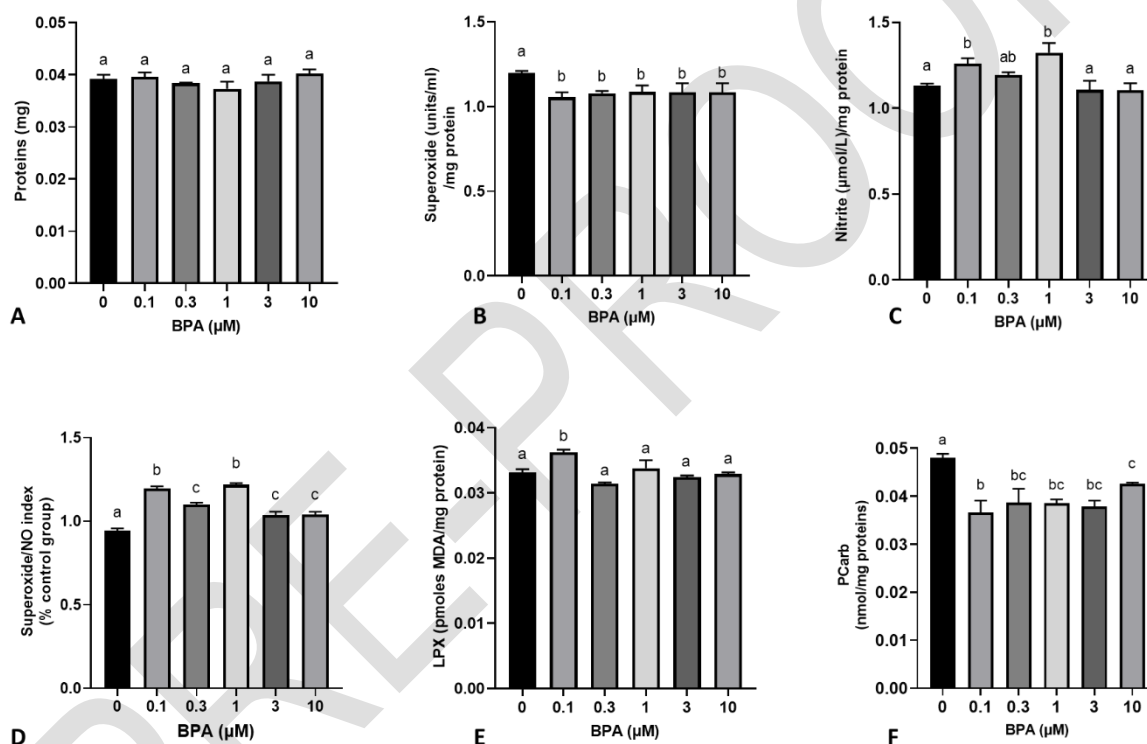 0.05
0.04
0.03
0.02
0.01
0.00
Proteins (mg)
a a a a a a
0 0.1 0.3 1 3 10
BPA (µM)
A
1.5
1.0
0.5
0.0
Superoxide (units/ml)
/mg protein
a b b b b b
0 0.1 0.3 1 3 10
BPA (µM)
B
1.5
1.0
0.5
0.0
Nitrite (µmol/L)/mg protein
a b ab b a a
0 0.1 0.3 1 3 10
BPA (µM)
C
1.5
1.0
0.5
0.0
Superoxide/NO index
(% control group)
a b c b c c
0 0.1 0.3 1 3 10
BPA (µM)
D
0.04
0.03
0.02
0.01
0.00
LPX (pmoles MDA/mg protein)
a b a a a a
0 0.1 0.3 1 3 10
BPA (µM)
E
0.05
0.04
0.03
0.02
0.01
0.00
PCarb
(nmol/mg proteins)
a b bc bc bc c
0 0.1 0.3 1 3 10
BPA (µM)
F
PRE-PROO